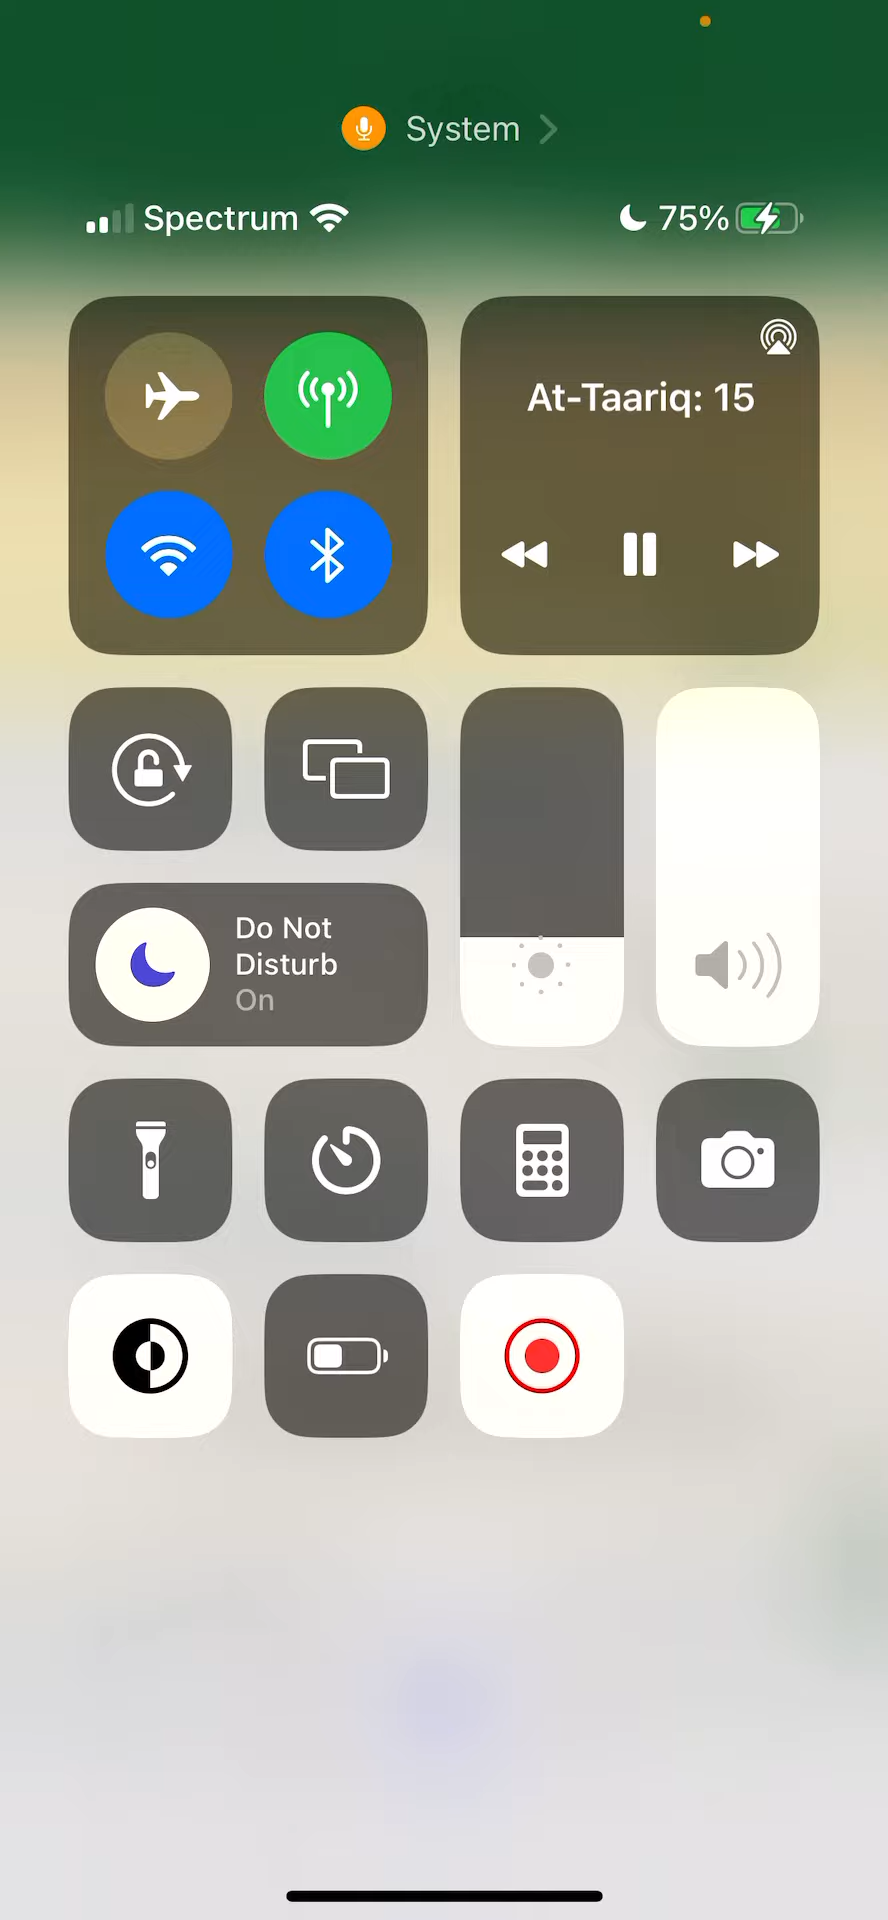 System
Spectrum
75%
At-Taariq: 15
Do Not
Disturb
On